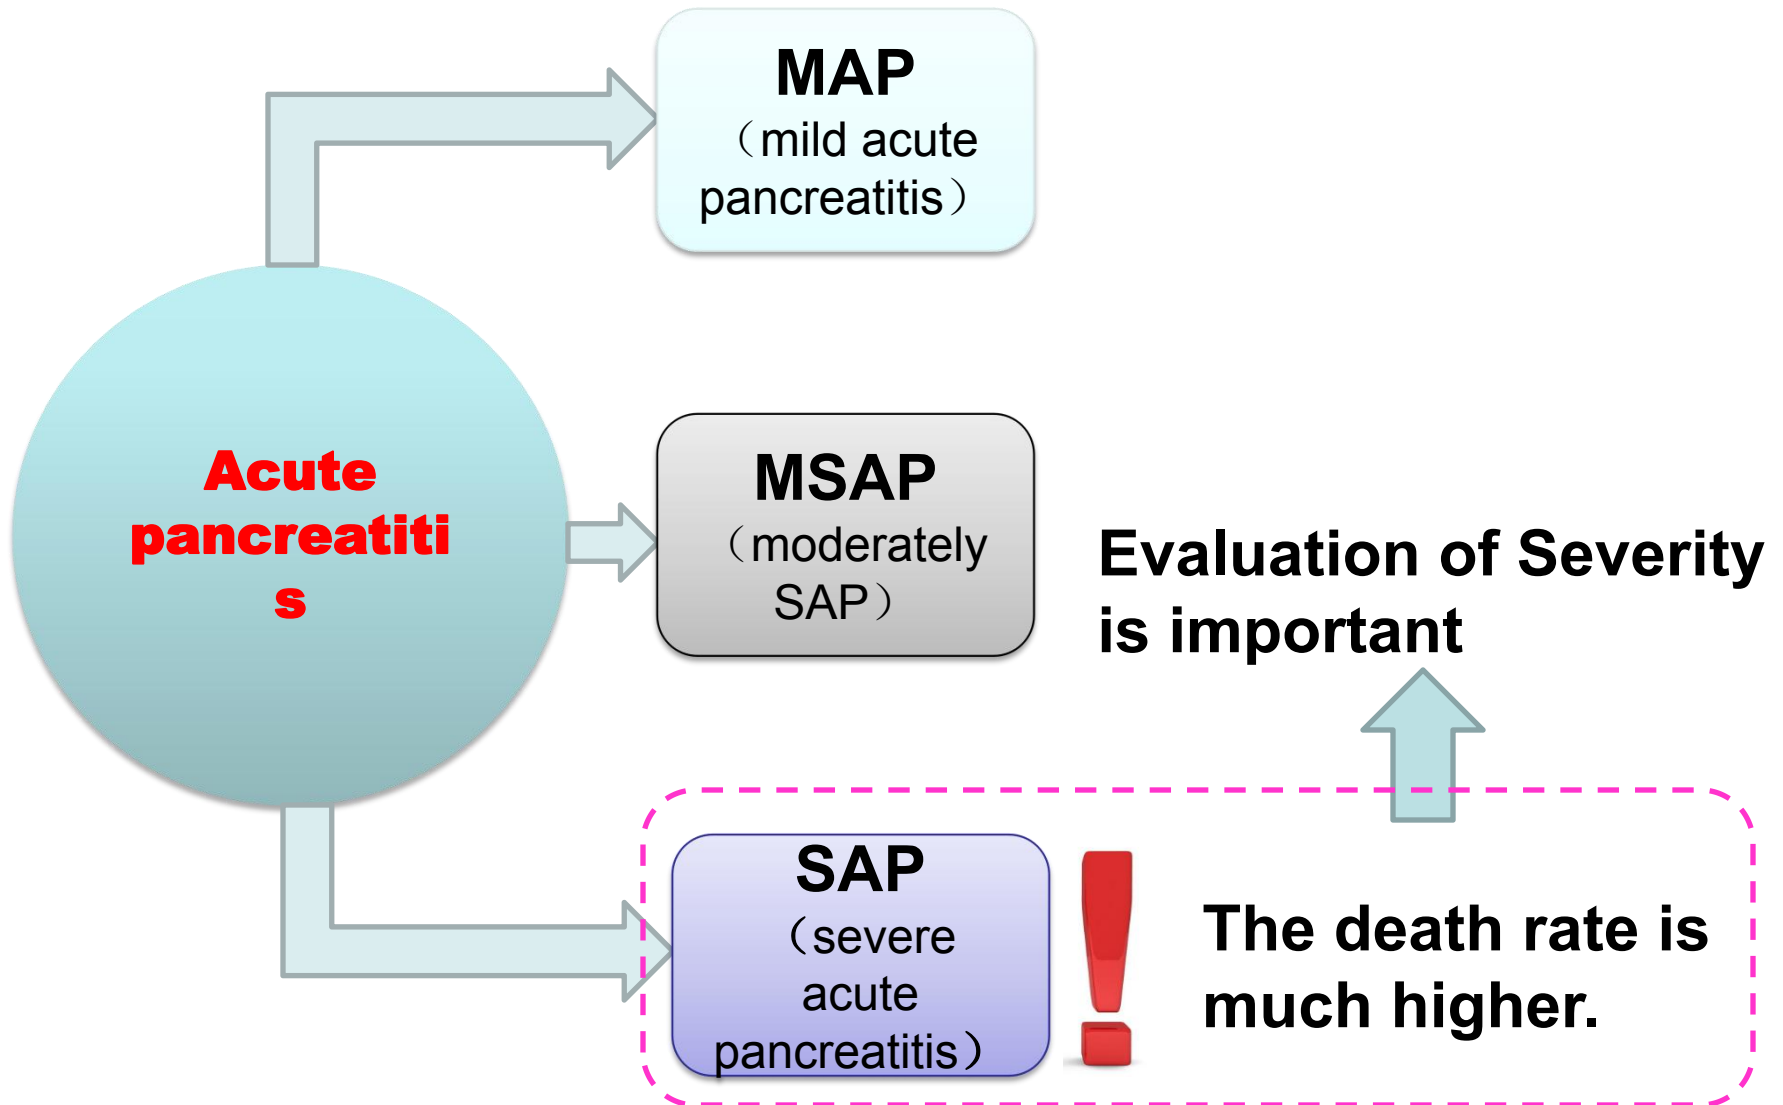 MAP
（mild acute
pancreatitis）
Acute
pancreatiti
s
MSAP
（moderately
SAP）
Evaluation of Severity
is important
SAP
（severe
acute
pancreatitis）
The death rate is
much higher.